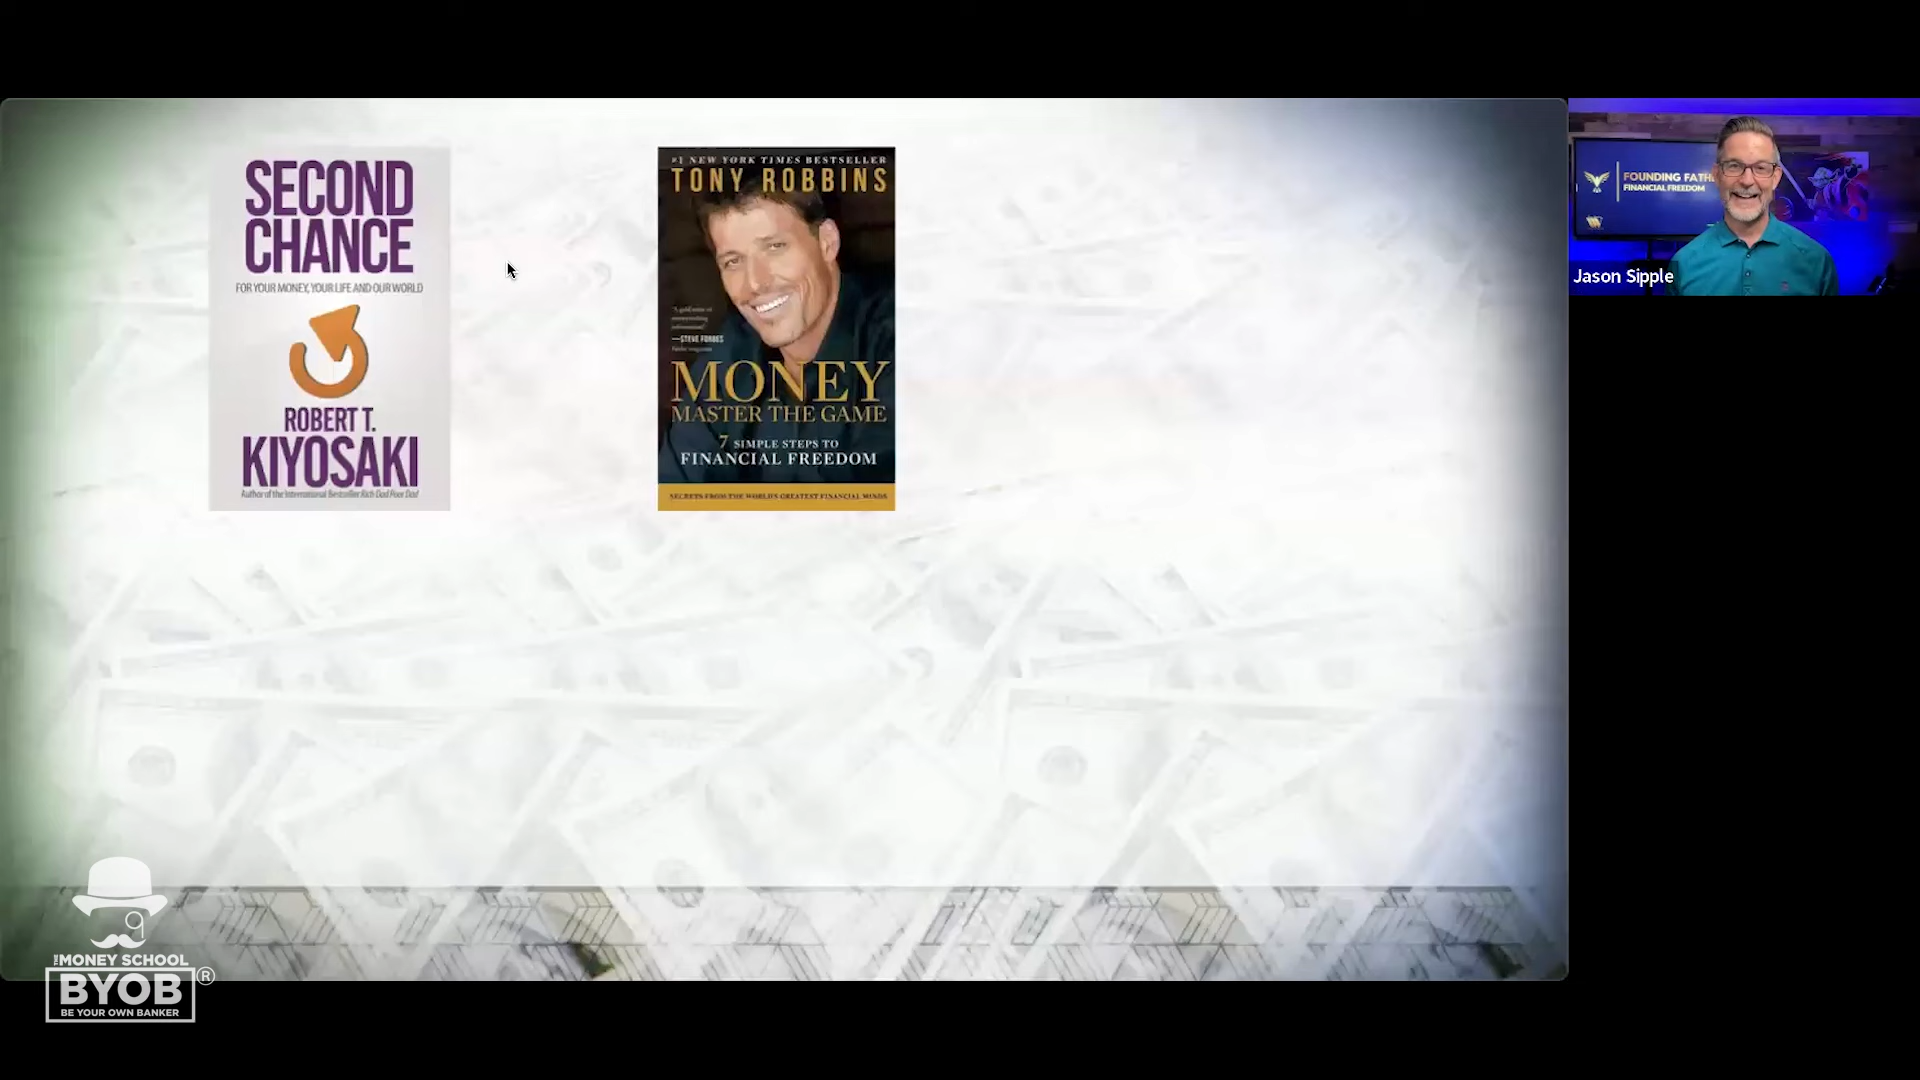 SECOND
CHANCE
FOR YOUR MONEY, YOUR LIFE AND OUR WORLD
ROBERT T.
KIYOSAKI
Author of the International Bestseller Rich Dad Poor Dad
#1 NEW YORK TIMES BESTSELLER
TONY ROBBINS
—STEVE FORBES
MONEY
MASTER THE GAME
7 SIMPLE STEPS TO
FINANCIAL FREEDOM
SECRETS FROM THE WORLD'S GREATEST FINANCIAL MINDS
FOUNDING FATH
FINANCIAL FREEDOM
Jason Sipple
THE MONEY SCHOOL
BYOB®
BE YOUR OWN BANKER